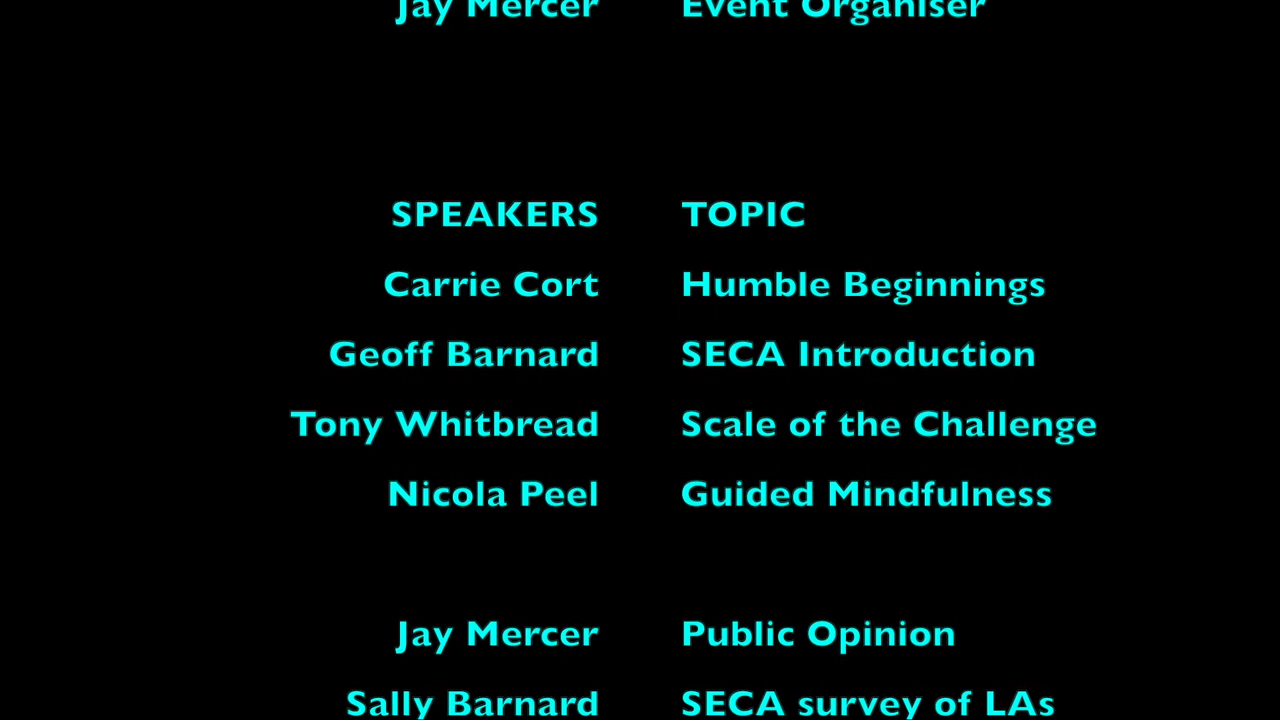 Jay Mercer Event Organiser
SPEAKERS TOPIC
Carrie Cort Humble Beginnings
Geoff Barnard SECA Introduction
Tony Whitbread Scale of the Challenge
Nicola Peel Guided Mindfulness
Jay Mercer Public Opinion
Sally Barnard SECA survey of LAs